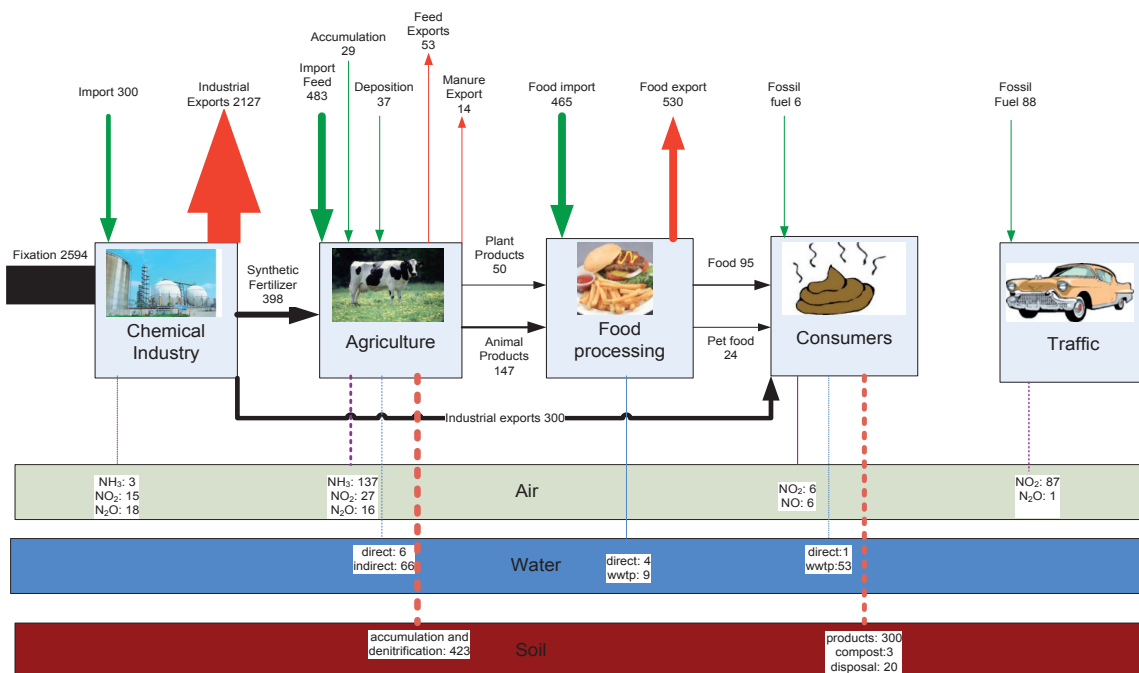 Import 300
Industrial
Exports 2127
Accumulation
29
Import
Feed
483
Deposition
37
Feed
Exports
53
Manure
Export
14
Food import
465
Food export
530
Fossil
fuel 6
Fossil
Fuel 88
Fixation 2594
Chemical
Industry
Synthetic
Fertilizer
398
Agriculture
Plant
Products
50
Animal
Products
147
Food
processing
Food 95
Pet food
24
Consumers
Traffic
Industrial exports 300
NH₃: 3
NO₂: 15
N₂O: 18
NH₃: 137
NO₂: 27
N₂O: 16
Air
NO₂: 6
NO: 6
NO₂: 87
N₂O: 1
direct: 6
indirect: 66
Water
direct: 4
wwtp: 9
direct:1
wwtp:53
accumulation and
denitrification: 423
Soil
products: 300
compost:3
disposal: 20